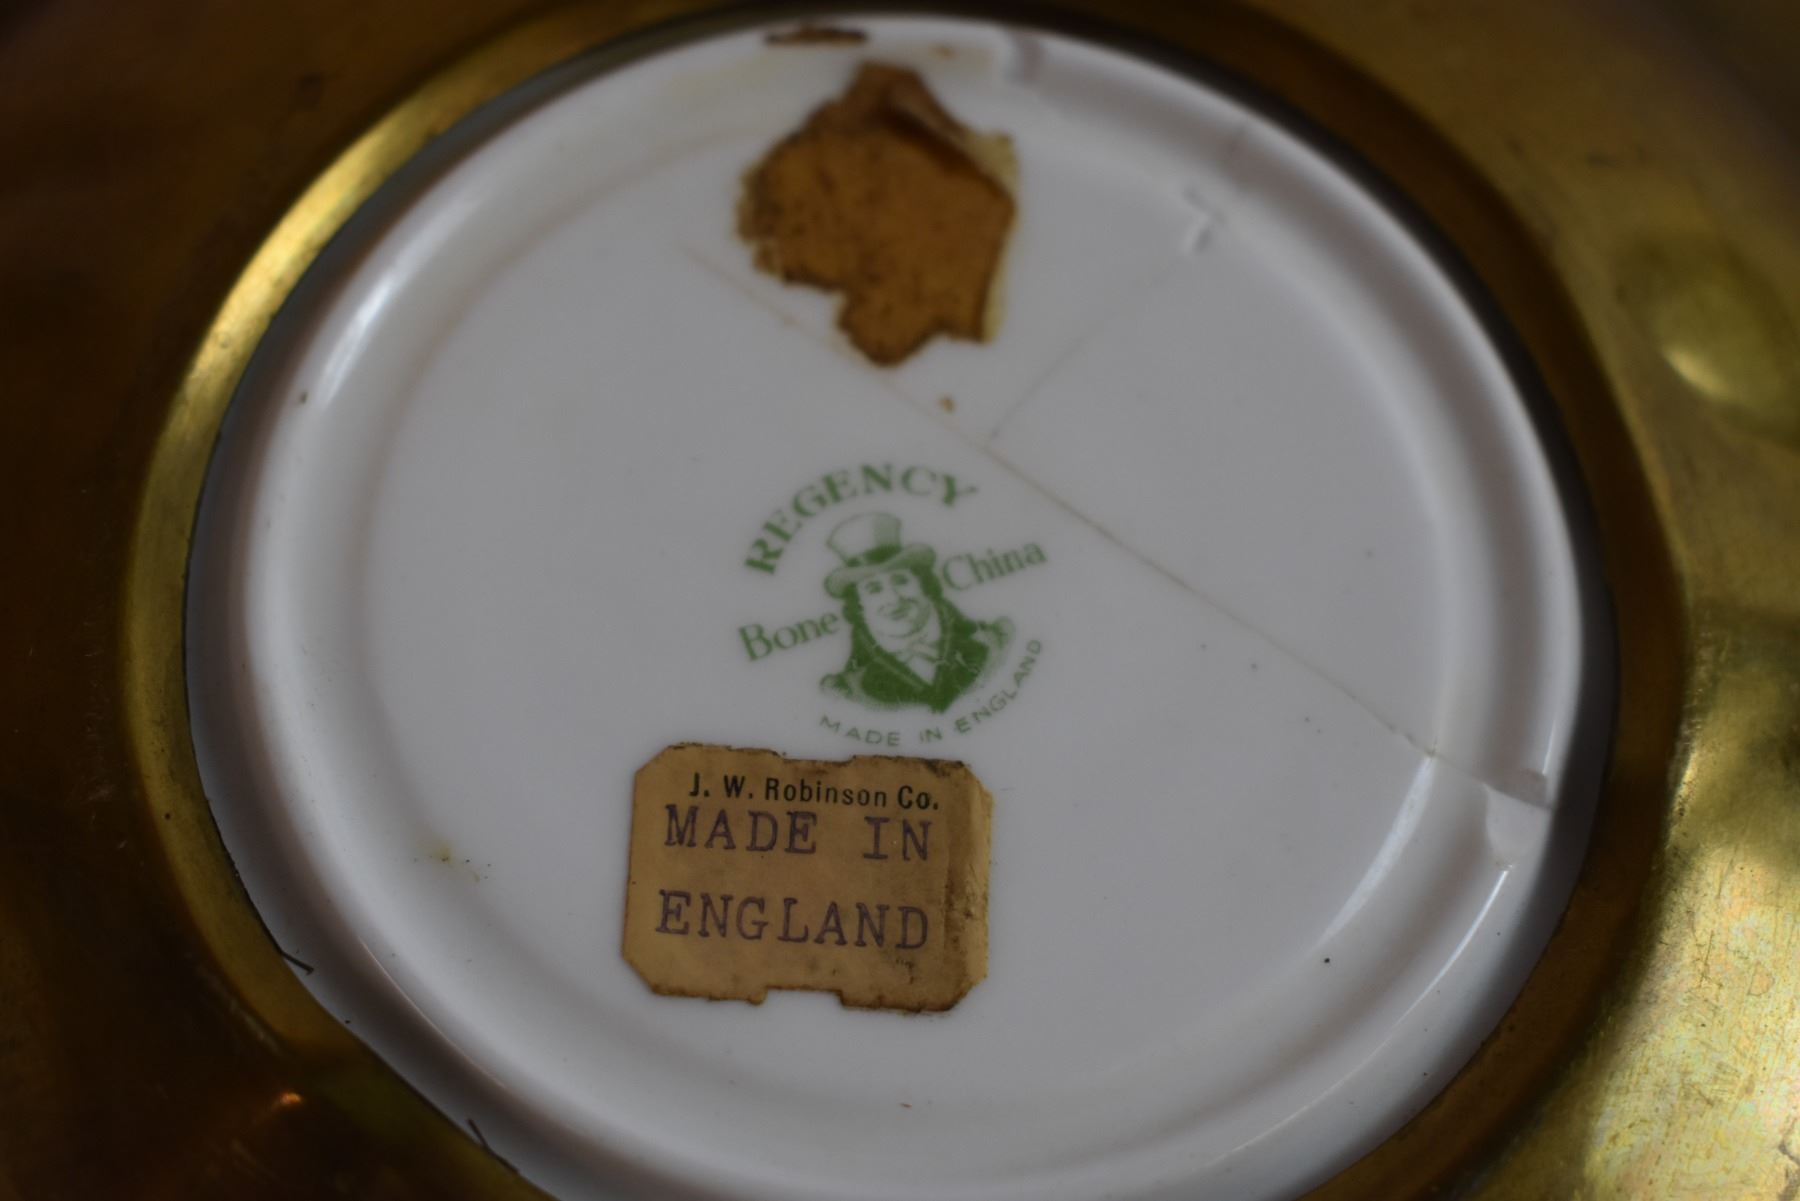 REGENCY
Bone China
MADE IN ENGLAND
J. W. Robinson Co.
MADE IN
ENGLAND